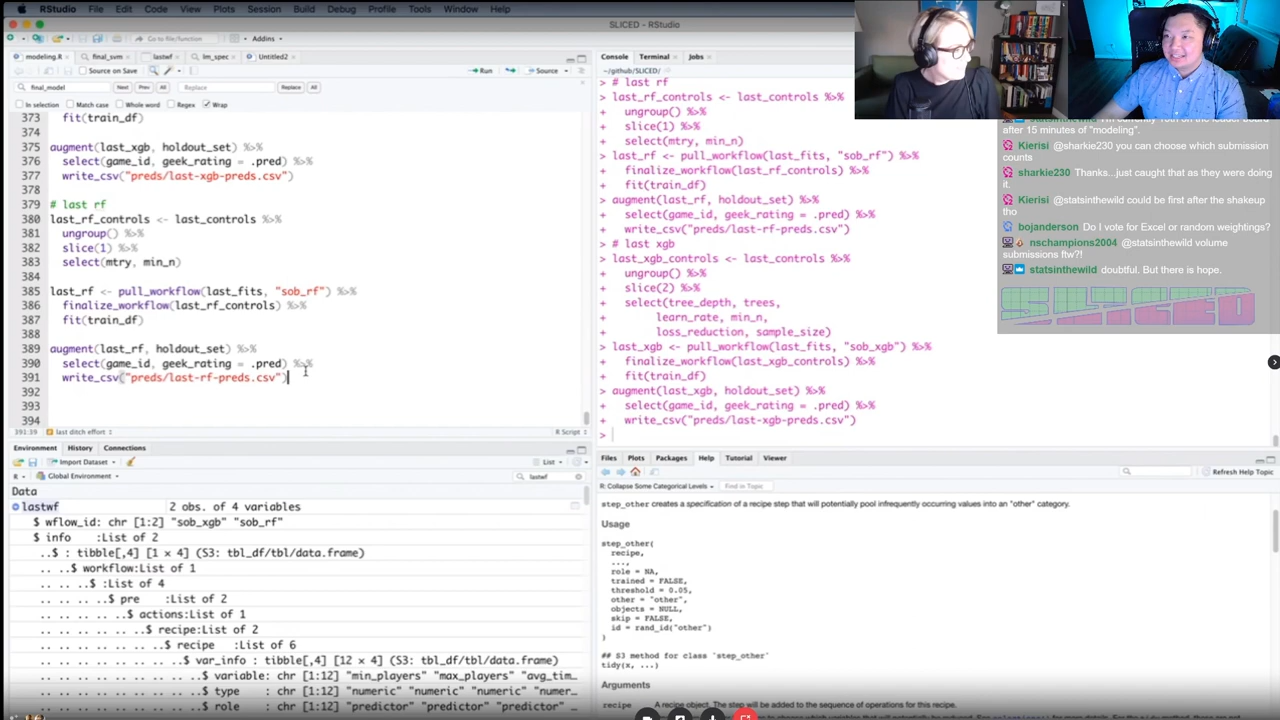 RStudio File Edit Code View Plots Session Build Debug Profile Tools Window Help
SLICED - RStudio
Go to file/function Addins
modeling.R final_svm lastwf lm_spec Untitled2
Source on Save Run Source
final_model Next Prev All Replace Replace All
In selection Match case Whole word Regex Wrap
373 fit(train_df)
374
375 augment(last_xgb, holdout_set) %>%
376 select(game_id, geek_rating = .pred) %>%
377 write_csv("preds/last-xgb-preds.csv")
378
379 # last rf
380 last_rf_controls <- last_controls %>%
381 ungroup() %>%
382 slice(1) %>%
383 select(mtry, min_n)
384
385 last_rf <- pull_workflow(last_fits, "sob_rf") %>%
386 finalize_workflow(last_rf_controls) %>%
387 fit(train_df)
388
389 augment(last_rf, holdout_set) %>%
390 select(game_id, geek_rating = .pred) %>%
391 write_csv("preds/last-rf-preds.csv")
392
393
394
391:39 last ditch effort R Script
Environment History Connections
Import Dataset List
R Global Environment lastwf
Data
lastwf 2 obs. of 4 variables
$ wflow_id: chr [1:2] "sob_xgb" "sob_rf"
$ info :List of 2
..$ : tibble[,4] [1 × 4] (S3: tbl_df/tbl/data.frame)
.. ..$ workflow:List of 1
.. .. ..$ :List of 4
.. .. .. ..$ pre :List of 2
.. .. .. .. ..$ actions:List of 1
.. .. .. .. .. ..$ recipe:List of 2
.. .. .. .. .. .. ..$ recipe :List of 6
.. .. .. .. .. .. .. ..$ var_info : tibble[,4] [12 × 4] (S3: tbl_df/tbl/data.frame)
.. .. .. .. .. .. .. .. ..$ variable: chr [1:12] "min_players" "max_players" "avg_tim…
.. .. .. .. .. .. .. .. ..$ type : chr [1:12] "numeric" "numeric" "numeric" "numer…
.. .. .. .. .. .. .. .. ..$ role : chr [1:12] "predictor" "predictor" "predictor"
Console Terminal Jobs
~/github/SLICED/
> # last rf
> last_rf_controls <- last_controls %>%
+ ungroup() %>%
+ slice(1) %>%
+ select(mtry, min_n)
> last_rf <- pull_workflow(last_fits, "sob_rf") %>%
+ finalize_workflow(last_rf_controls) %>%
+ fit(train_df)
> augment(last_rf, holdout_set) %>%
+ select(game_id, geek_rating = .pred) %>%
+ write_csv("preds/last-rf-preds.csv")
> # last xgb
> last_xgb_controls <- last_controls %>%
+ ungroup() %>%
+ slice(2) %>%
+ select(tree_depth, trees,
+ learn_rate, min_n,
+ loss_reduction, sample_size)
> last_xgb <- pull_workflow(last_fits, "sob_xgb") %>%
+ finalize_workflow(last_xgb_controls) %>%
+ fit(train_df)
> augment(last_xgb, holdout_set) %>%
+ select(game_id, geek_rating = .pred) %>%
+ write_csv("preds/last-xgb-preds.csv")
>
Files Plots Packages Help Tutorial Viewer
Refresh Help Topic
R: Collapse Some Categorical Levels Find in Topic
step_other creates a specification of a recipe step that will potentially pool infrequently occurring values into an "other" category.
Usage
step_other(
recipe,
...,
role = NA,
trained = FALSE,
threshold = 0.05,
other = "other",
objects = NULL,
skip = FALSE,
id = rand_id("other")
)
## S3 method for class 'step_other'
tidy(x, ...)
Arguments
recipe A recipe object. The step will be added to the sequence of operations for this recipe.
after 15 minutes of "modeling".
Kierisi @sharkie230 you can choose which submission
counts
sharkie230 Thanks...just caught that as they were doing
it.
Kierisi @statsinthewild could be first after the shakeup
tho
bojanderson Do I vote for Excel or random weightings?
nschampions2004 @statsinthewild volume
submissions ftw?!
statsinthewild doubtful. But there is hope.
SLICED